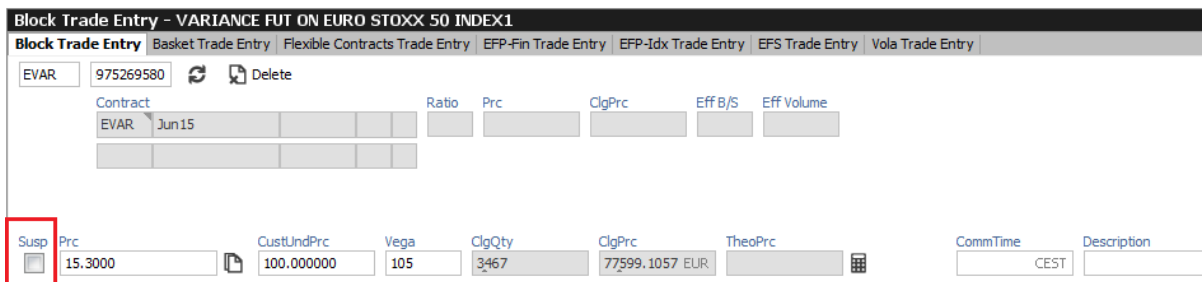 Block Trade Entry - VARIANCE FUT ON EURO STOXX 50 INDEX1
Block Trade Entry Basket Trade Entry Flexible Contracts Trade Entry EFP-Fin Trade Entry EFP-Idx Trade Entry EFS Trade Entry Vola Trade Entry
EVAR 975269580 Delete
Contract Ratio Prc ClgPrc Eff B/S Eff Volume
EVAR Jun15
Susp Prc CustUndPrc Vega ClgQty ClgPrc TheoPrc CommTime Description
15.3000 100.000000 105 3467 77599.1057 EUR CEST